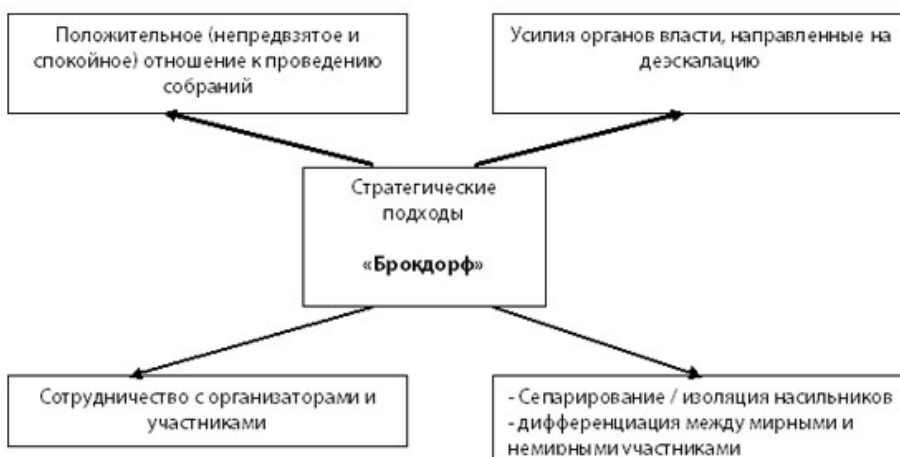 Положительное (непредвзятое и
спокойное) отношение к проведению
собраний
Усилия органов власти, направленные на
деэскалацию
Стратегические
подходы
«Брокдорф»
Сотрудничество с организаторами и
участниками
- Сепарирование / изоляция насильников
- дифференциация между мирными и
немирными участниками